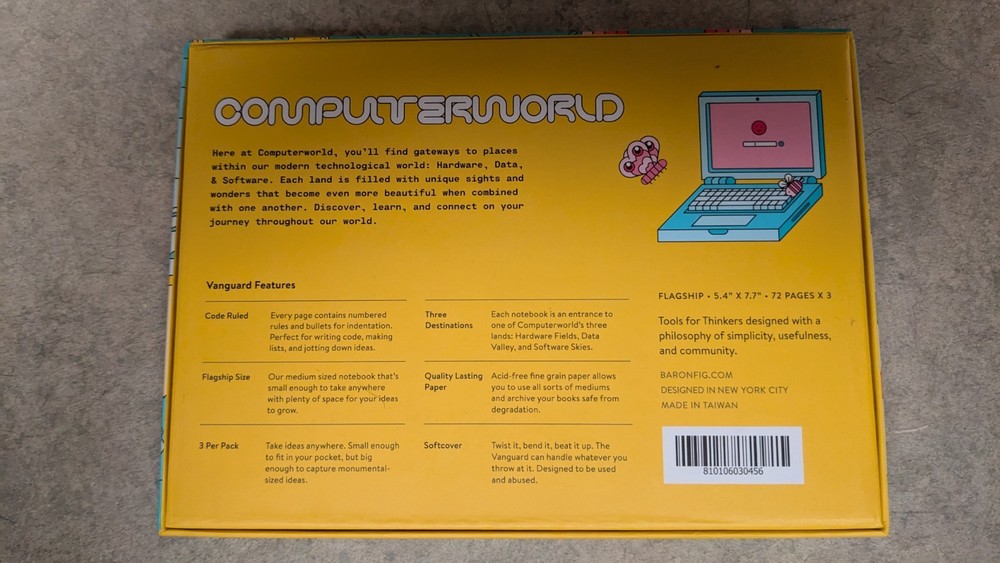 COMPUTERWORLD
Here at Computerworld, you'll find gateways to places
within our modern technological world: Hardware, Data,
& Software. Each land is filled with unique sights and
wonders that become even more beautiful when combined
with one another. Discover, learn, and connect on your
journey throughout our world.
Vanguard Features
Code Ruled
Every page contains numbered
rules and bullets for indentation.
Perfect for writing code, making
lists, and jotting down ideas.
Flagship Size
Our medium sized notebook that's
small enough to take anywhere
with plenty of space for your ideas
to grow.
3 Per Pack
Take ideas anywhere. Small enough
to fit in your pocket, but big
enough to capture monumental-
sized ideas.
Three
Destinations
Each notebook is an entrance to
one of Computerworld's three
lands: Hardware Fields, Data
Valley, and Software Skies.
Quality Lasting
Paper
Acid-free fine grain paper allows
you to use all sorts of mediums
and archive your books safe from
degradation.
Softcover
Twist it, bend it, beat it up. The
Vanguard can handle whatever you
throw at it. Designed to be used
and abused.
FLAGSHIP • 5.4" X 7.7" • 72 PAGES X 3
Tools for Thinkers designed with a
philosophy of simplicity, usefulness,
and community.
BARONFIG.COM
DESIGNED IN NEW YORK CITY
MADE IN TAIWAN
810106030456